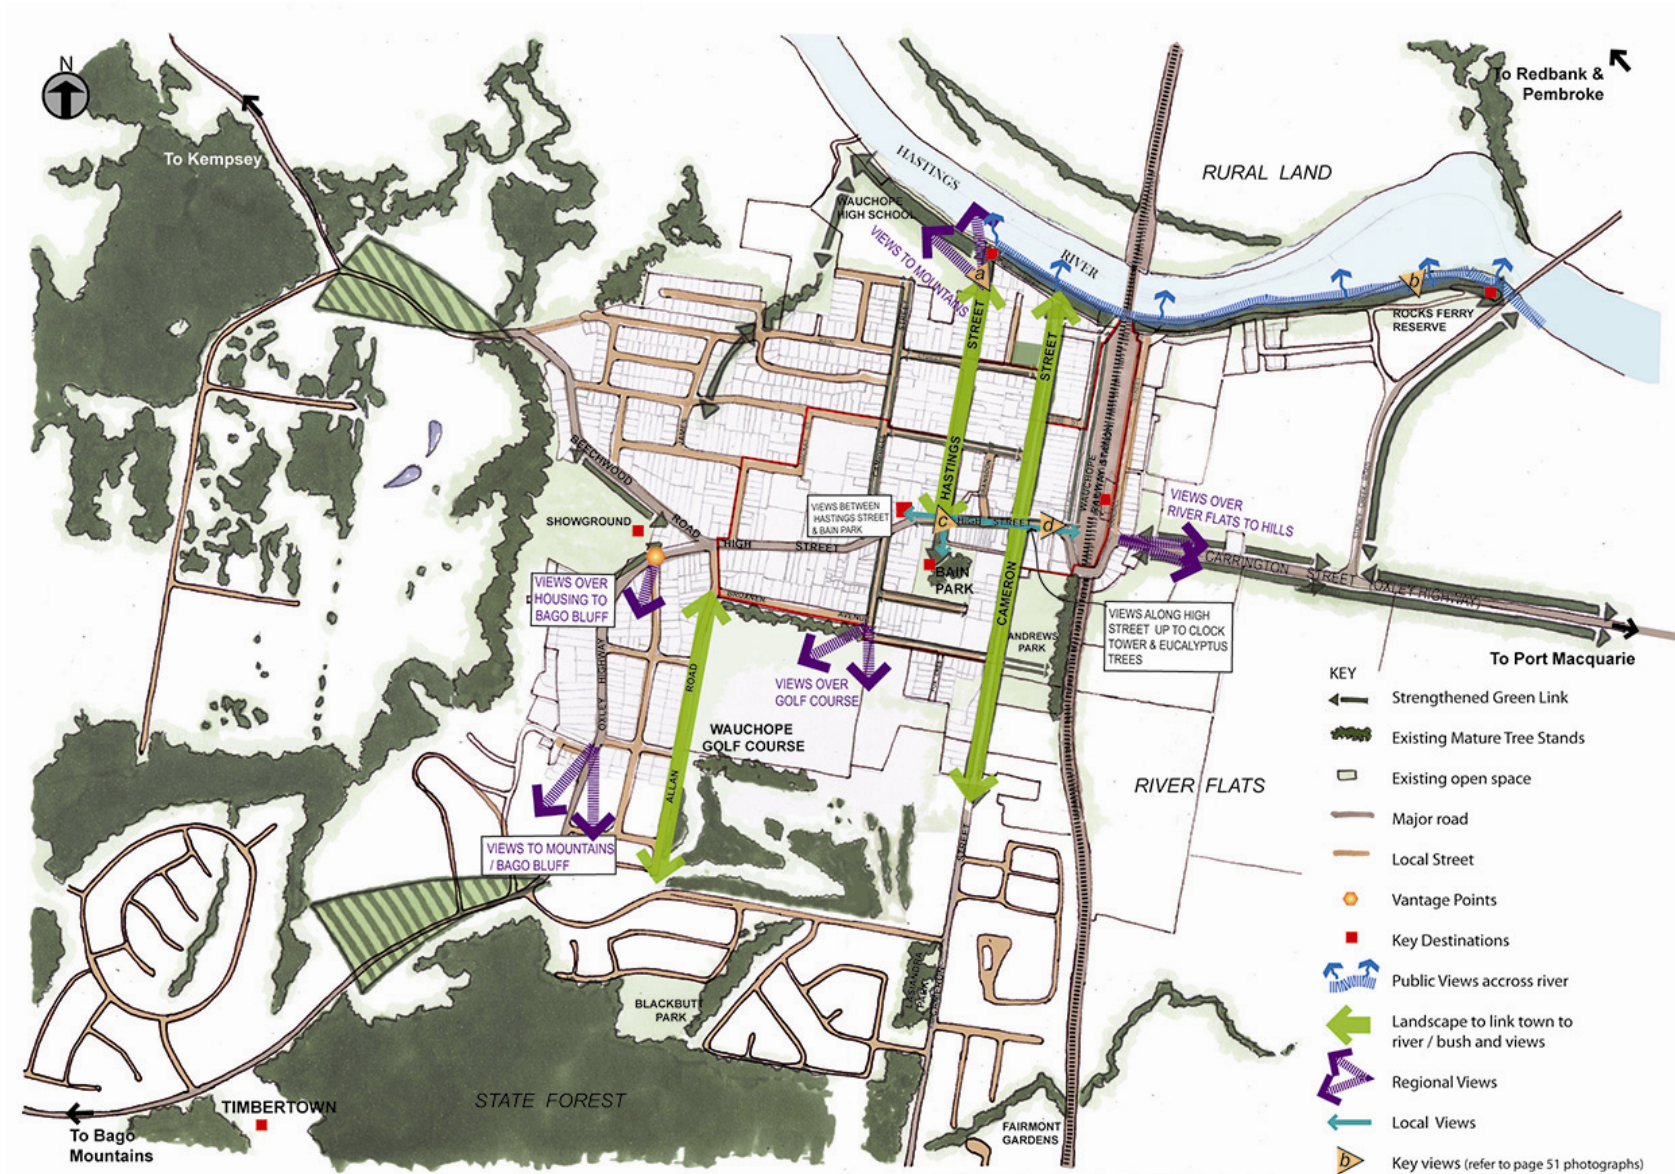 N
To Redbank &
Pembroke
To Kempsey
RURAL LAND
HASTINGS
RIVER
WAUCHOPE
HIGH SCHOOL
VIEWS TO MOUNTAINS
STREET
STREET
b
a
ROCKS FERRY
RESERVE
HASTINGS
JAMES
BEECHWOOD
ROAD
WAUCHOPE
RAILWAY STATION
VIEWS OVER
RIVER FLATS TO HILLS
SHOWGROUND
VIEWS BETWEEN
HASTINGS STREET
& BAIN PARK
c
HIGH STREET
d
HIGH STREET
CARRINGTON STREET (OXLEY HIGHWAY)
BAIN
PARK
VIEWS OVER
HOUSING TO
BAGO BLUFF
CAMERON
ANDREWS
PARK
VIEWS ALONG HIGH
STREET UP TO CLOCK
TOWER & EUCALYPTUS
TREES
To Port Macquarie
OXLEY HIGHWAY
ALLAN ROAD
AVENUE
VIEWS OVER
GOLF COURSE
WAUCHOPE
GOLF COURSE
RIVER FLATS
VIEWS TO MOUNTAINS
/ BAGO BLUFF
STREET
CAMERON
BLACKBUTT
PARK
STATE FOREST
TIMBERTOWN
To Bago
Mountains
FAIRMONT
GARDENS
KEY
Strengthened Green Link
Existing Mature Tree Stands
Existing open space
Major road
Local Street
Vantage Points
Key Destinations
Public Views accross river
Landscape to link town to
river / bush and views
Regional Views
Local Views
b
Key views (refer to page 51 photographs)